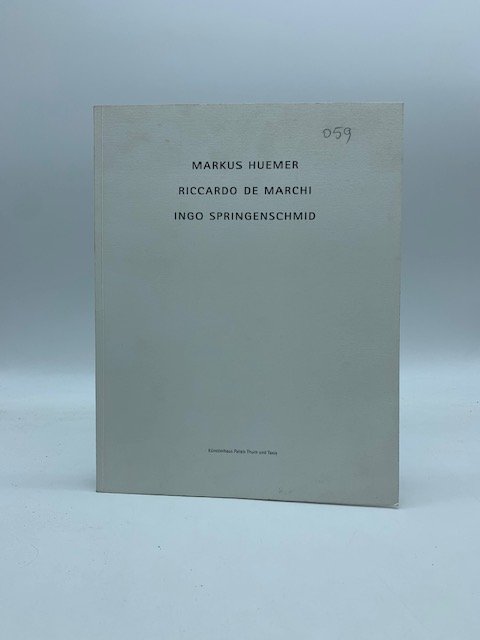 059
MARKUS HUEMER
RICCARDO DE MARCHI
INGO SPRINGENSCHMID
Künstlerhaus Palais Thurn und Taxis